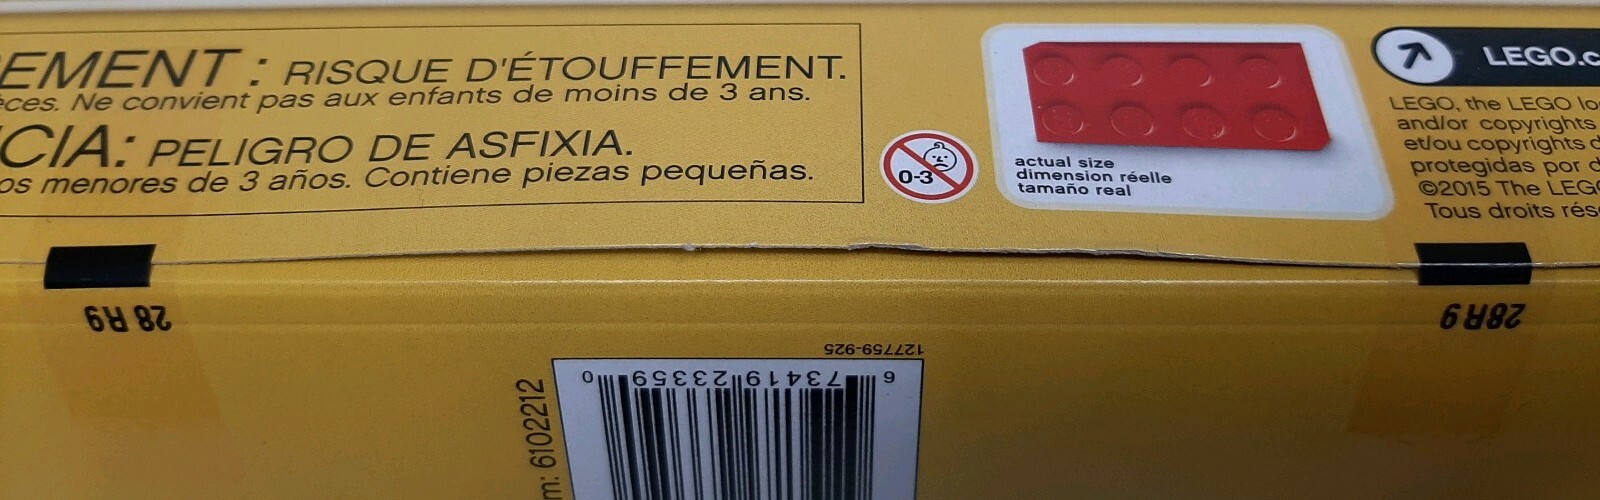 EMENT : RISQUE D'ÉTOUFFEMENT.
èces. Ne convient pas aux enfants de moins de 3 ans.
CIA: PELIGRO DE ASFIXIA.
os menores de 3 años. Contiene piezas pequeñas.
0-3
actual size
dimension réelle
tamaño real
LEGO.c
LEGO, the LEGO lo
and/or copyrights
et/ou copyrights d
protegidas por d
©2015 The LEG
Tous droits rés
28 R9
28R9
127759-925
6 73419 23359 0
m: 6102212